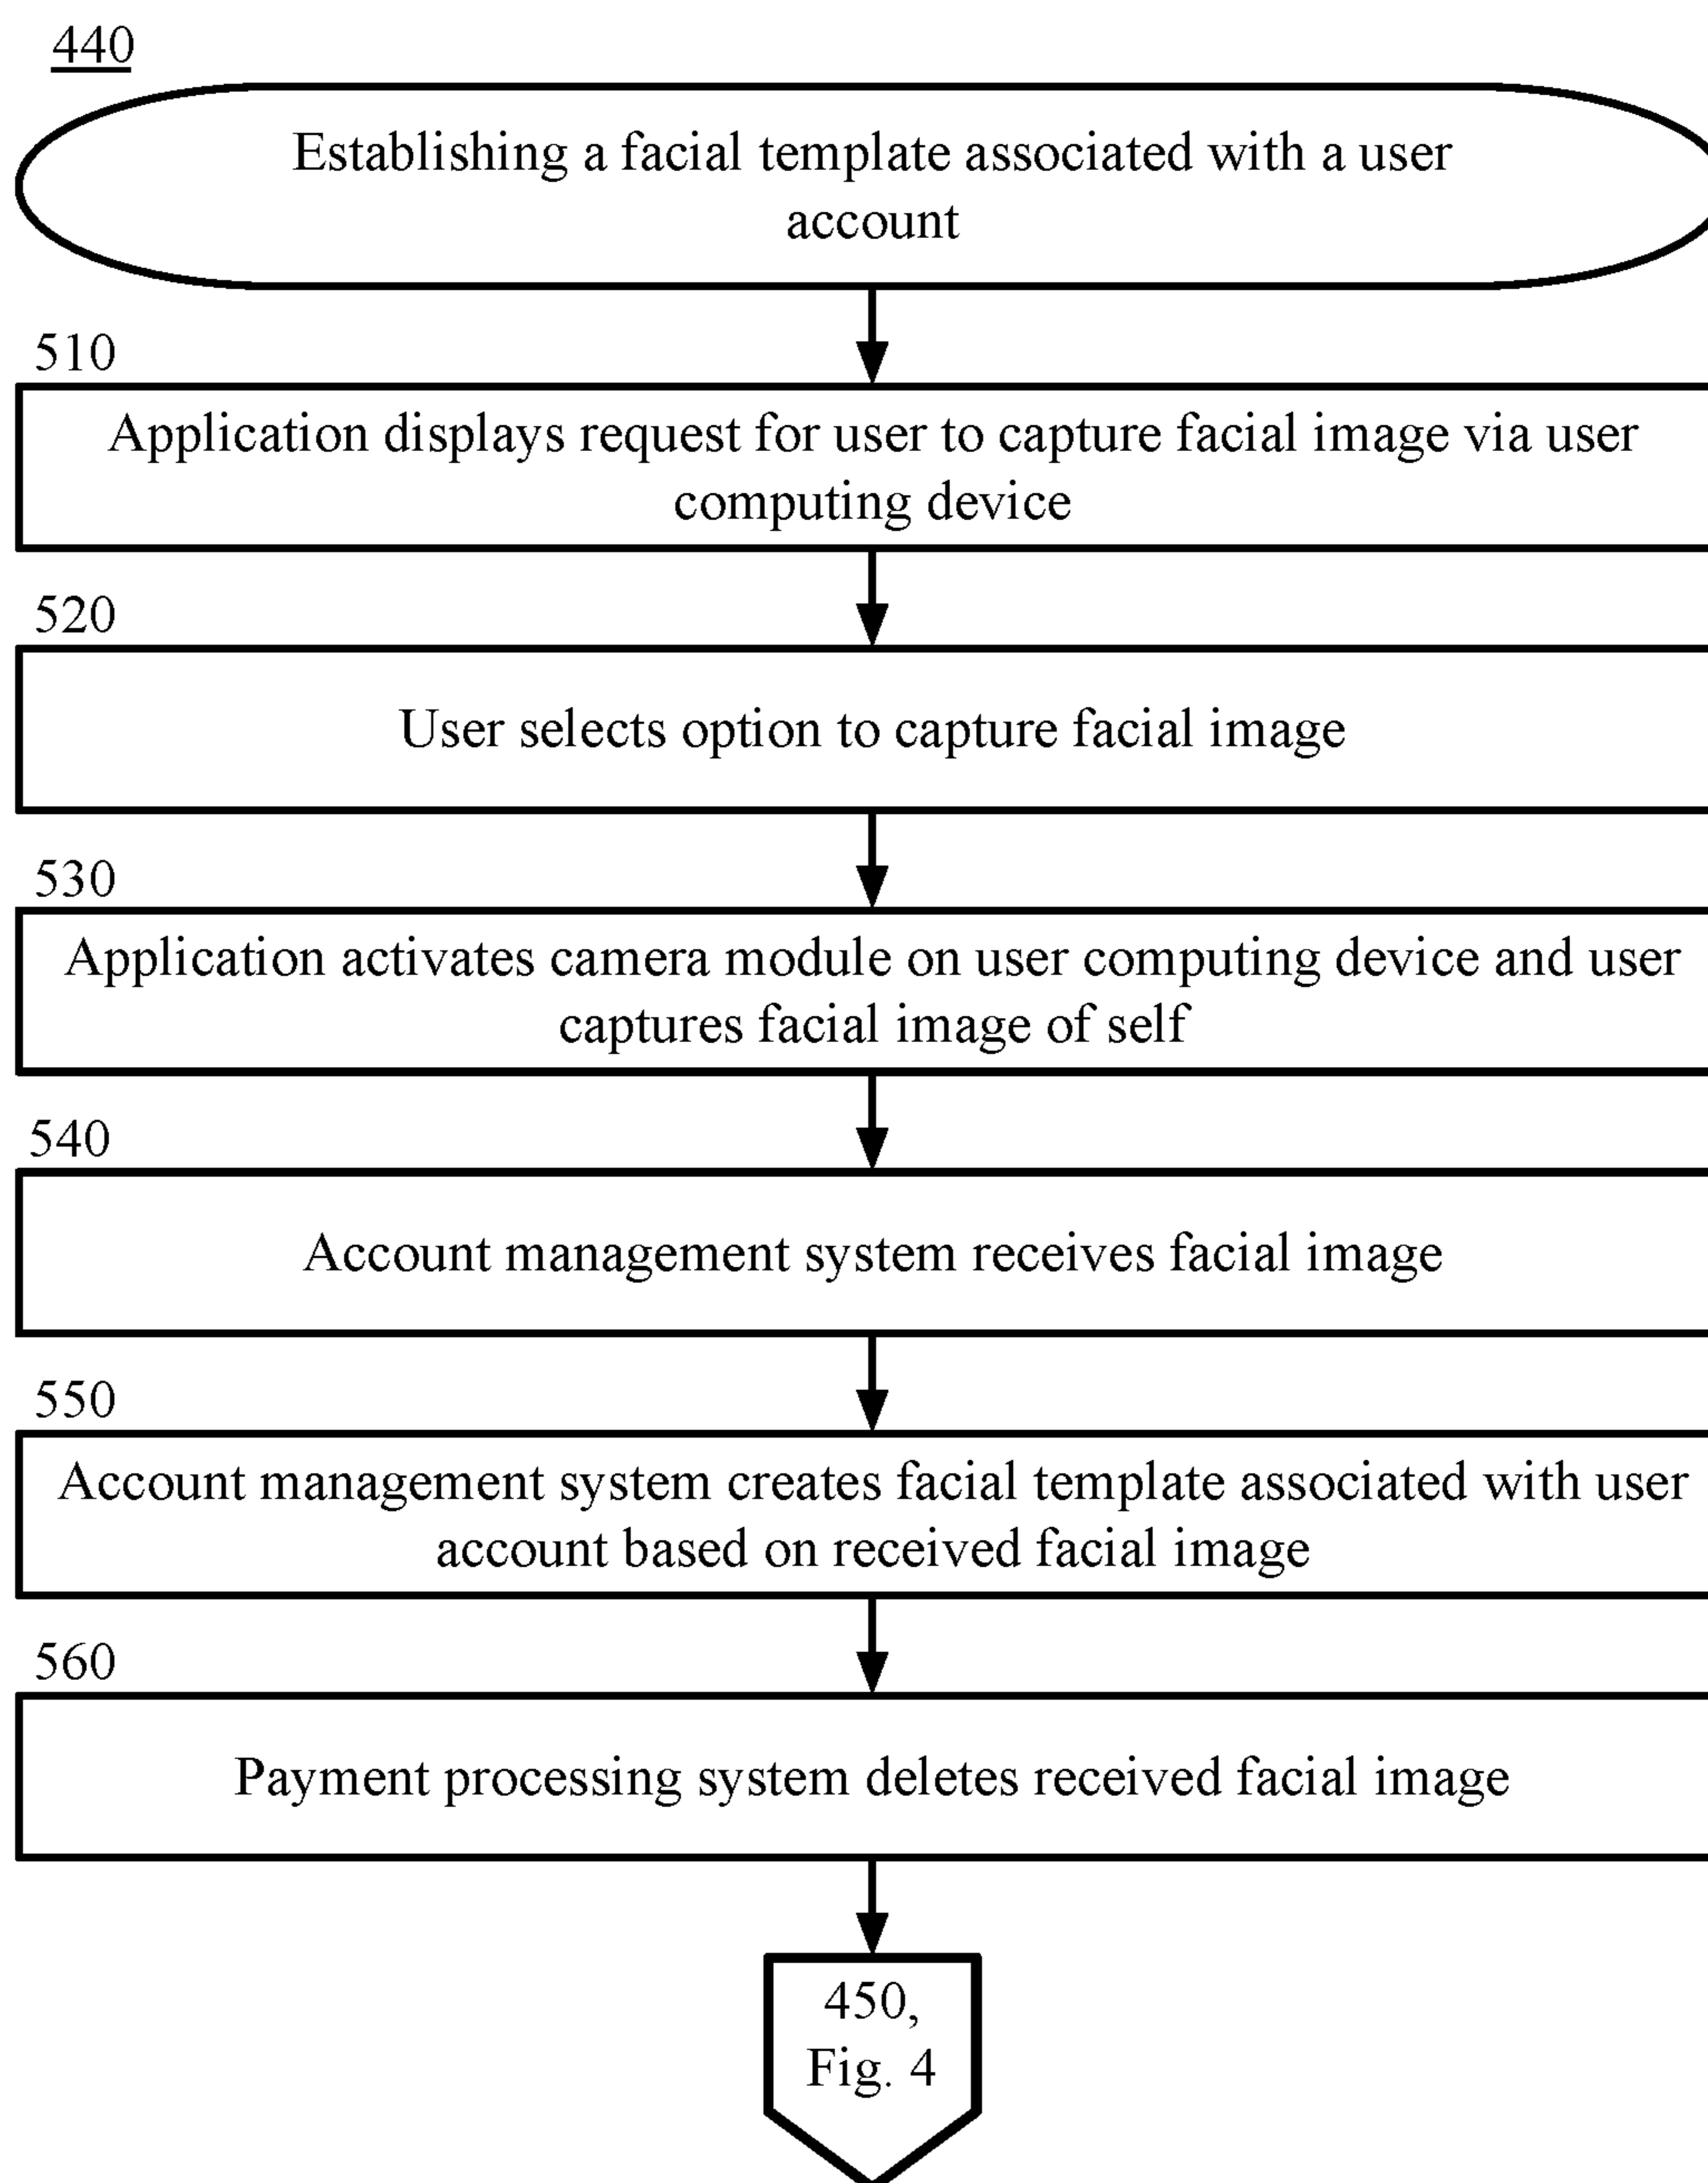 440
Establishing a facial template associated with a user
account
510
Application displays request for user to capture facial image via user
computing device
520
User selects option to capture facial image
530
Application activates camera module on user computing device and user
captures facial image of self
540
Account management system receives facial image
550
Account management system creates facial template associated with user
account based on received facial image
560
Payment processing system deletes received facial image
450,
Fig. 4